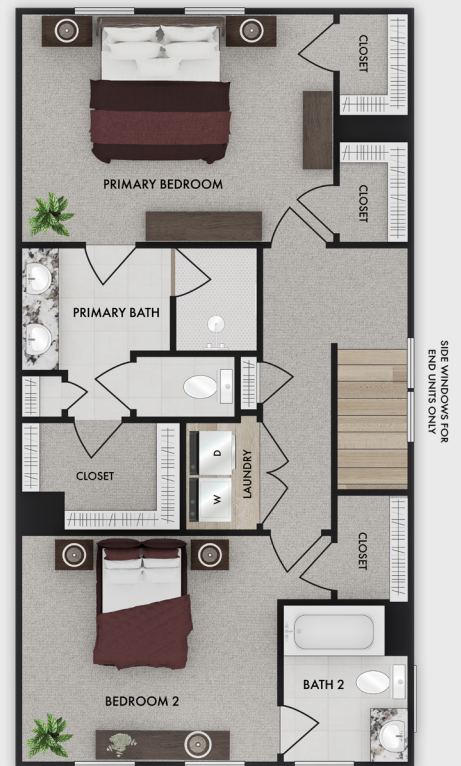 CLOSET
PRIMARY BEDROOM
CLOSET
PRIMARY BATH
SIDE WINDOWS FOR
END UNITS ONLY
D
LAUNDRY
CLOSET
W
CLOSET
BATH 2
BEDROOM 2